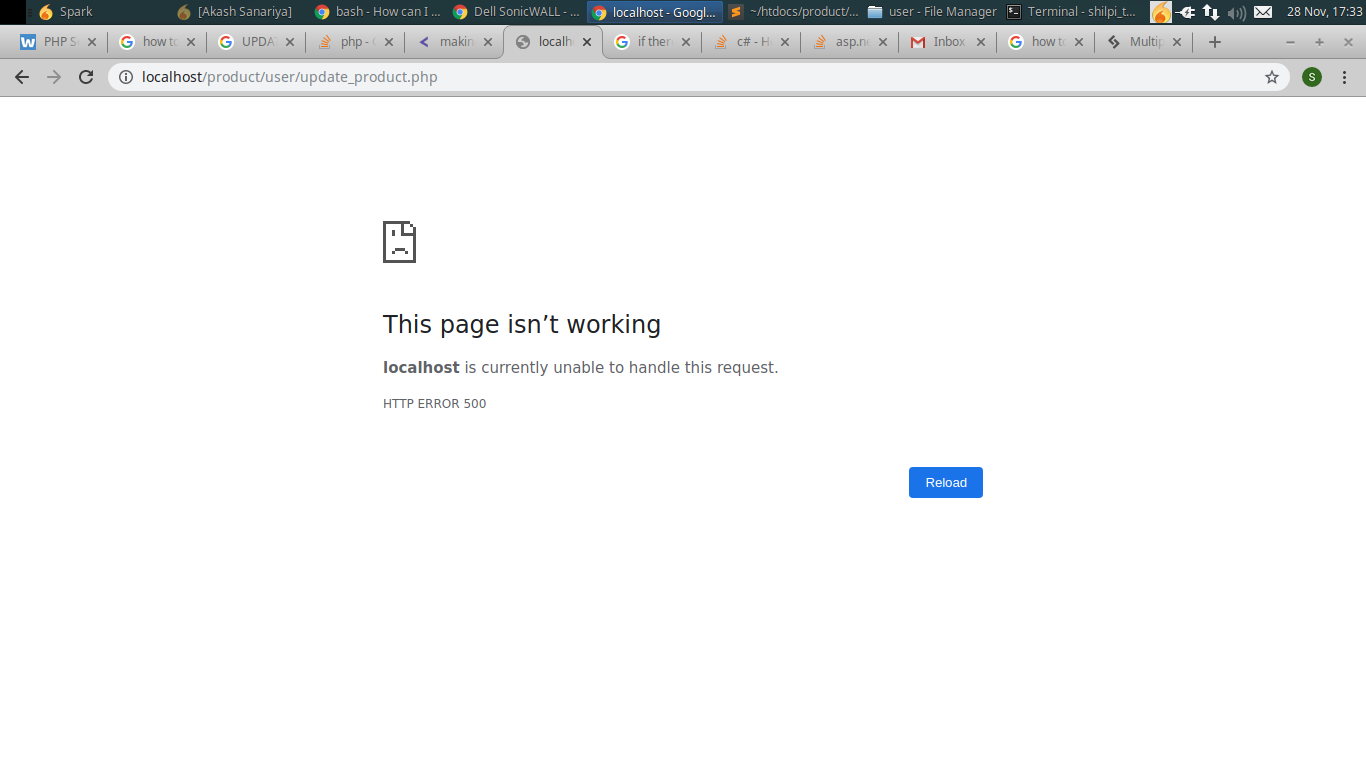 Spark
[Akash Sanariya]
bash - How can I ...
Dell SonicWALL - ...
localhost - Googl...
~/htdocs/product/...
user - File Manager
Terminal - shilpi_t...
28 Nov, 17:33
PHP S
how to
UPDA
php -
makin
localh
if ther
c# - H
asp.ne
Inbox
how to
Multip
localhost/product/user/update_product.php
S
This page isn’t working
localhost is currently unable to handle this request.
HTTP ERROR 500
Reload